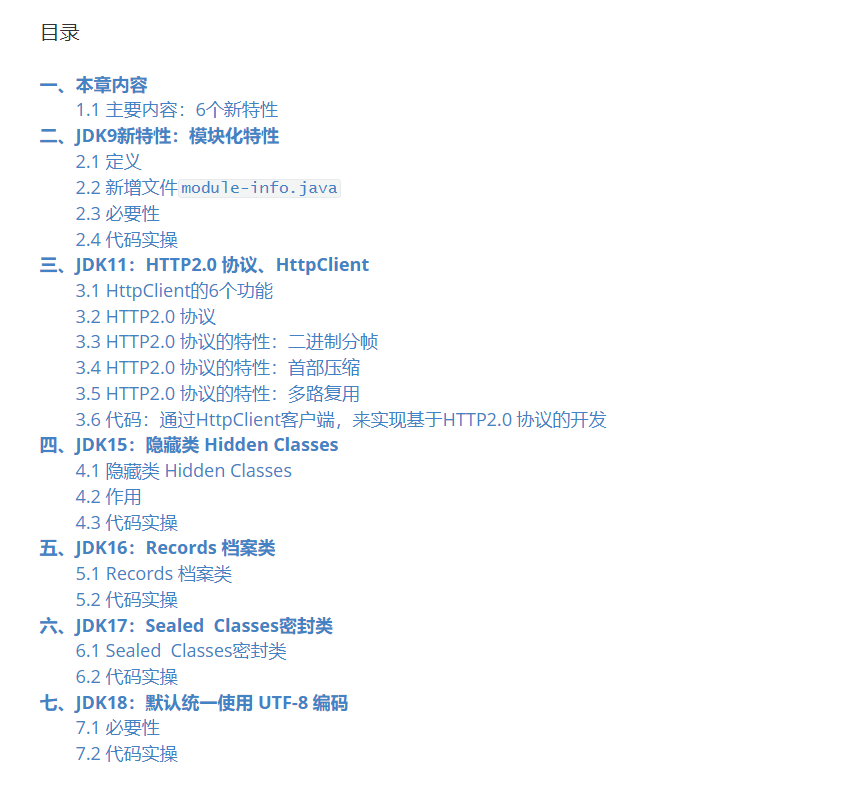 目录
一、本章内容
1.1 主要内容：6个新特性
二、JDK9新特性：模块化特性
2.1 定义
2.2 新增文件module-info.java
2.3 必要性
2.4 代码实操
三、JDK11：HTTP2.0 协议、HttpClient
3.1 HttpClient的6个功能
3.2 HTTP2.0 协议
3.3 HTTP2.0 协议的特性：二进制分帧
3.4 HTTP2.0 协议的特性：首部压缩
3.5 HTTP2.0 协议的特性：多路复用
3.6 代码：通过HttpClient客户端，来实现基于HTTP2.0 协议的开发
四、JDK15：隐藏类 Hidden Classes
4.1 隐藏类 Hidden Classes
4.2 作用
4.3 代码实操
五、JDK16：Records 档案类
5.1 Records 档案类
5.2 代码实操
六、JDK17：Sealed  Classes密封类
6.1 Sealed  Classes密封类
6.2 代码实操
七、JDK18：默认统一使用 UTF-8 编码
7.1 必要性
7.2 代码实操